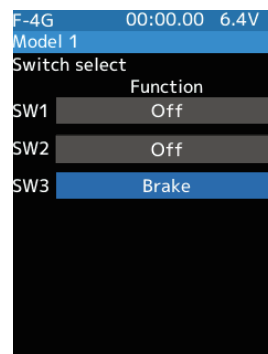 F-4G 00:00.00 6.4V
Model 1
Switch select
Function
SW1 Off
SW2 Off
SW3 Brake